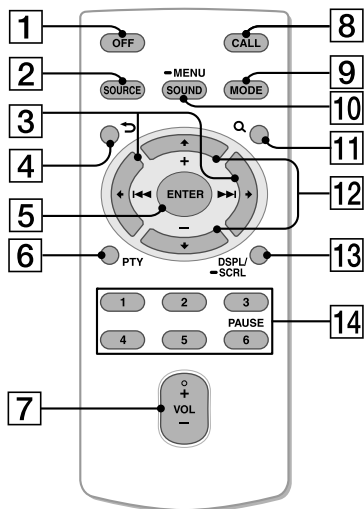 1
8
OFF
CALL
2
MENU
9
SOURCE
SOUND
MODE
3
10
4
11
+
5
ENTER
12
–
6
PTY
DSPL/
SCRL
13
1 2 3
PAUSE
14
4 5 6
7
+
VOL
–